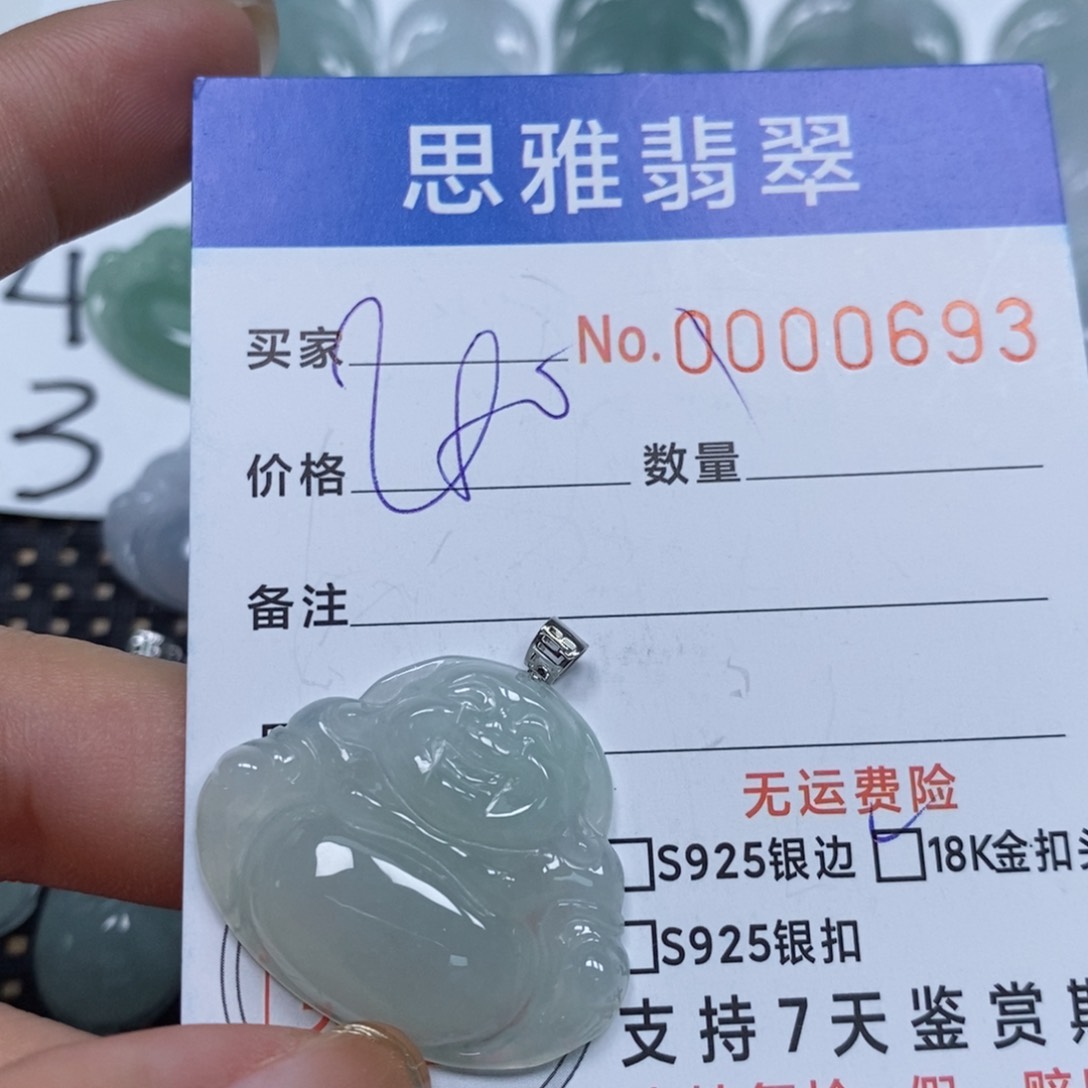 思雅翡翠
买家 No.0000693
价格 数量
备注
无运费险
S925银边 18K金扣
S925银扣
支持7天鉴赏
4
3